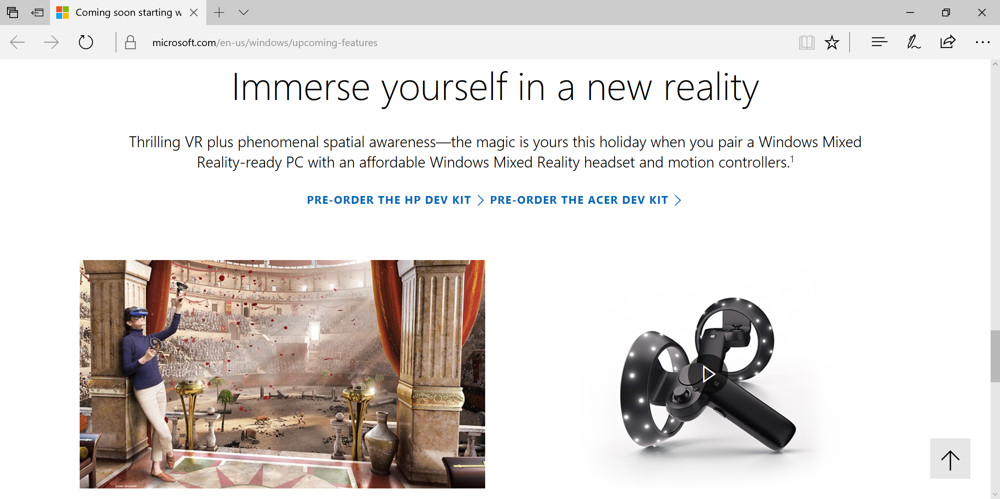 Coming soon starting w
microsoft.com/en-us/windows/upcoming-features
Immerse yourself in a new reality
Thrilling VR plus phenomenal spatial awareness—the magic is yours this holiday when you pair a Windows Mixed
Reality-ready PC with an affordable Windows Mixed Reality headset and motion controllers.¹
PRE-ORDER THE HP DEV KIT
PRE-ORDER THE ACER DEV KIT
Screen simulated